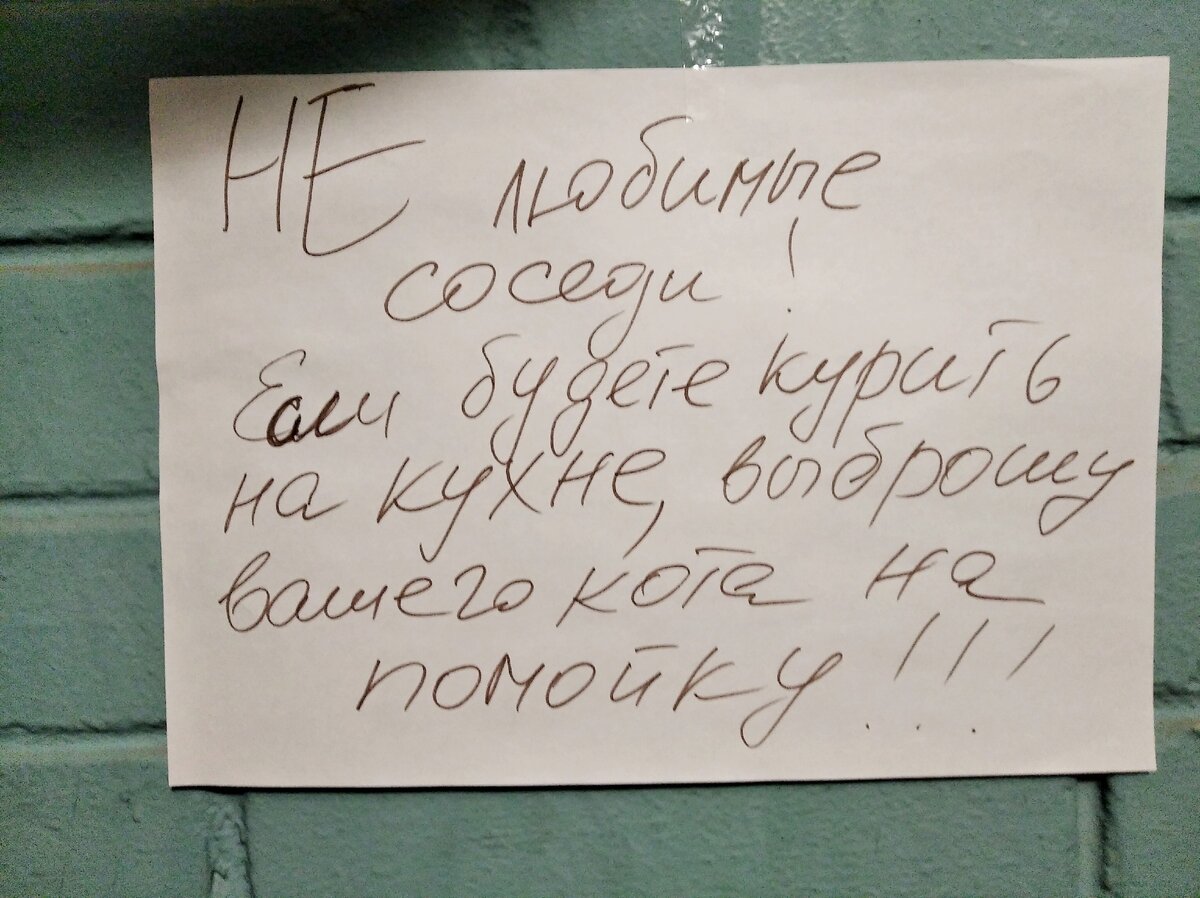 НЕ любимые
соседи!
Если будете курить
на кухне, выброшу
вашего кота на
помойку!!!